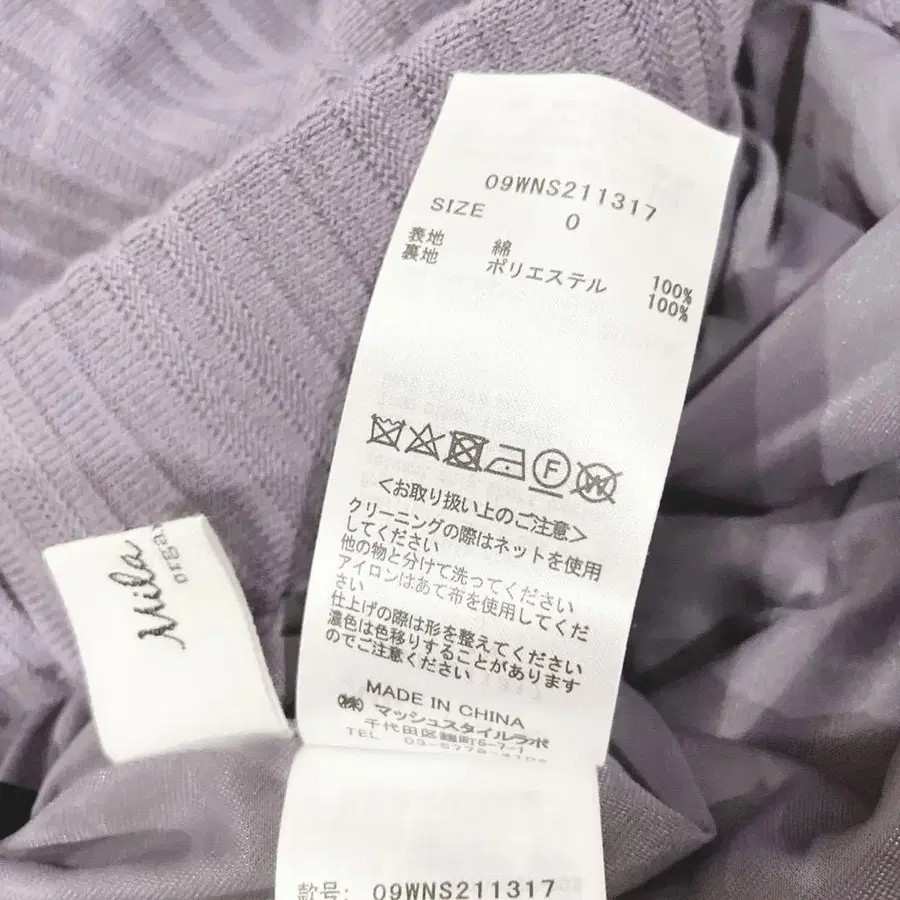 09WNS211317
SIZE 0
表地 綿 100%
裏地 ポリエステル 100%
F
W
<お取り扱い上のご注意>
クリーニングの際はネットを使用
してください
他の物と分けて洗ってください
アイロンはあて布を使用してくだ
さい
仕上げの際は形を整えてください
濃色は色移りすることがあります
のでご注意ください
MADE IN CHINA
㈱マッシュスタイルラボ
千代田区麹町5-7-1
TEL
Mila
款号: 09WNS211317